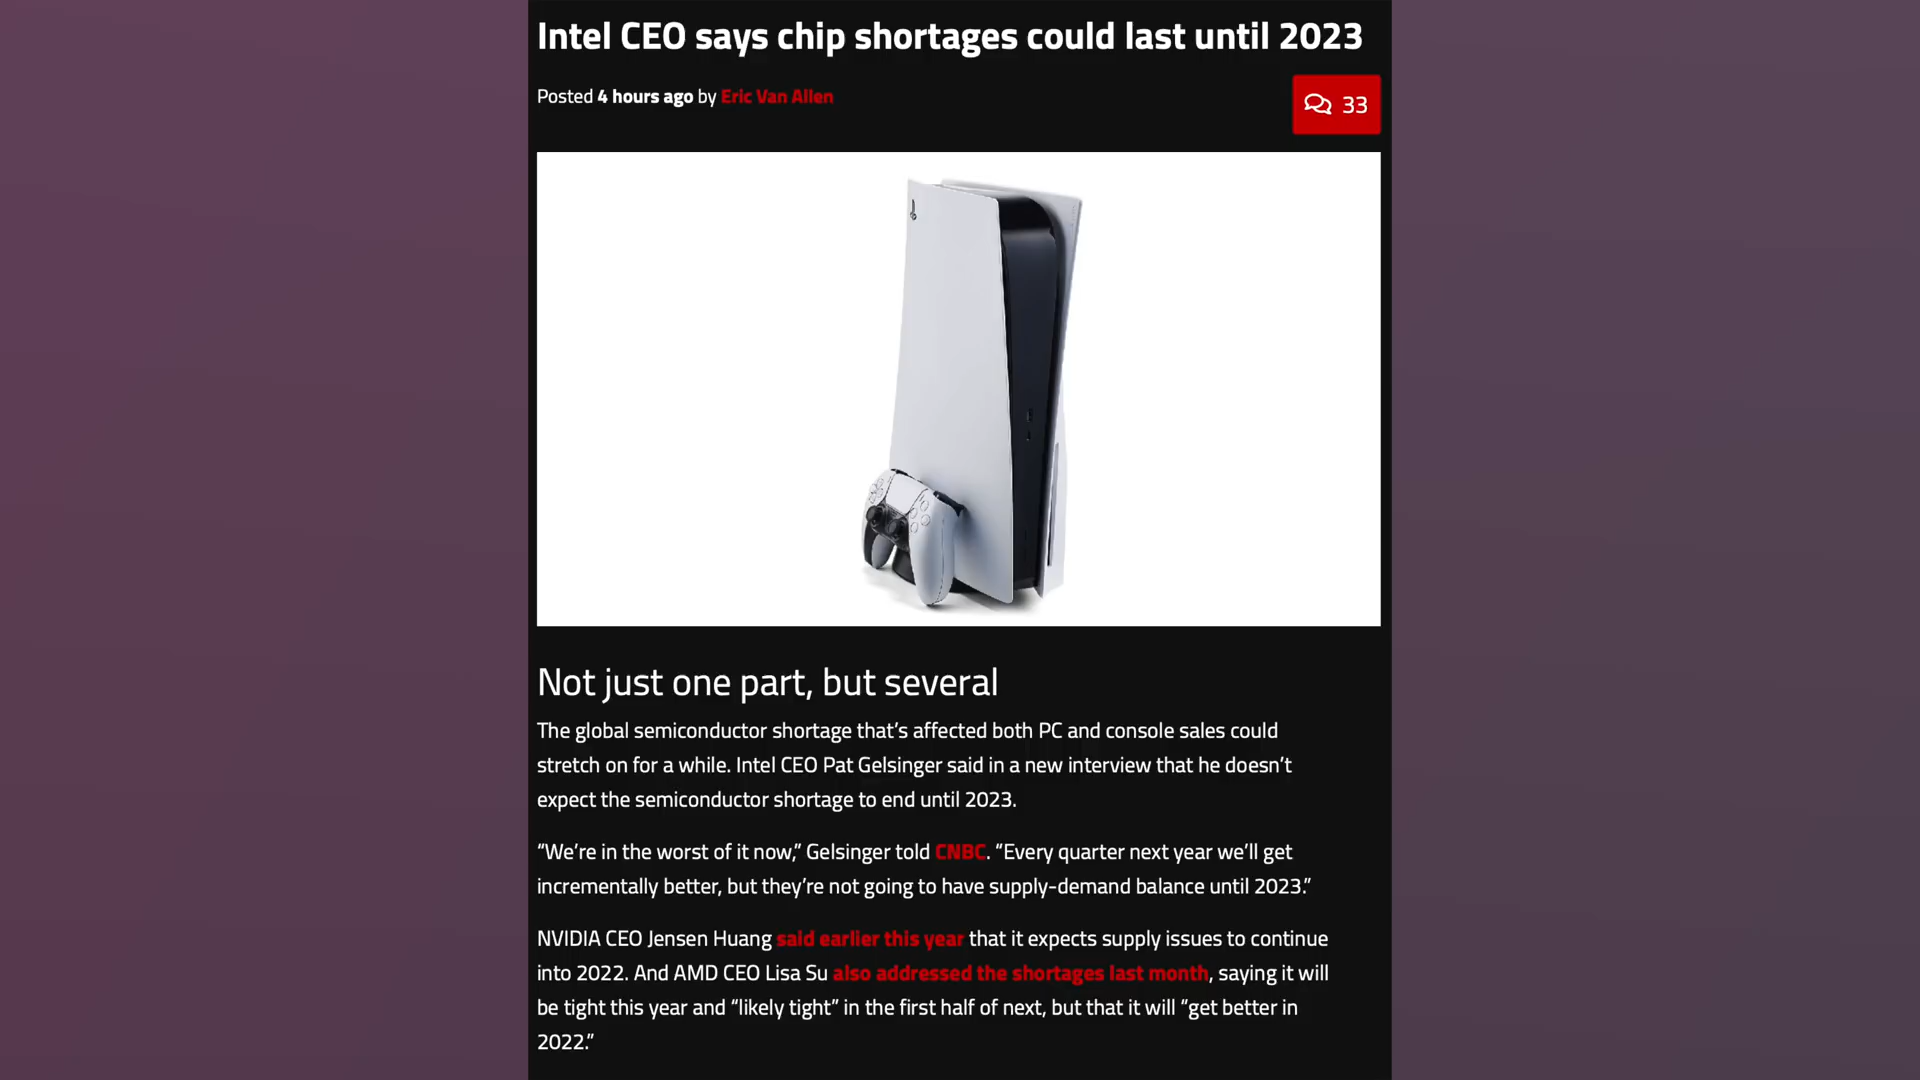 Intel CEO says chip shortages could last until 2023
Posted 4 hours ago by Eric Van Allen
33
Not just one part, but several
The global semiconductor shortage that’s affected both PC and console sales could
stretch on for a while. Intel CEO Pat Gelsinger said in a new interview that he doesn’t
expect the semiconductor shortage to end until 2023.
“We’re in the worst of it now,” Gelsinger told CNBC. “Every quarter next year we’ll get
incrementally better, but they’re not going to have supply-demand balance until 2023.”
NVIDIA CEO Jensen Huang said earlier this year that it expects supply issues to continue
into 2022. And AMD CEO Lisa Su also addressed the shortages last month, saying it will
be tight this year and “likely tight” in the first half of next, but that it will “get better in
2022.”